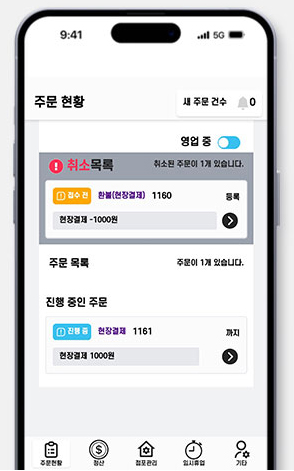 9:41
5G
주문 현황
새 주문 건수 0
영업 중
취소목록 취소된 주문이 1개 있습니다.
접수 전 환불(현장결제) 1160 등록
현장결제 -1000원
주문 목록 주문이 1개 있습니다.
진행 중인 주문
진행 중 현장결제 1161 까지
현장결제 1000원
주문현황 정산 점포관리 임시휴업 기타